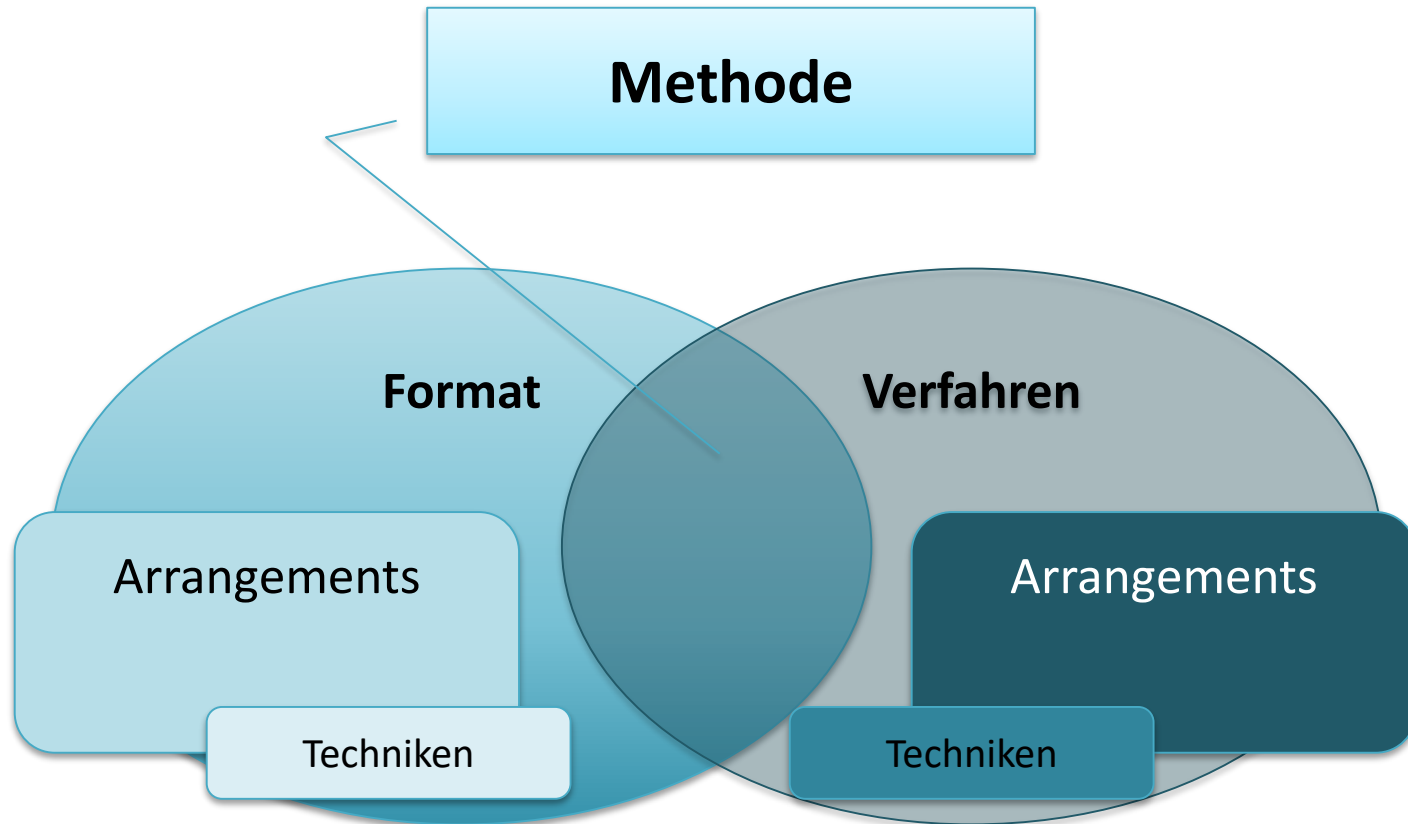 Methode
Format
Verfahren
Arrangements
Arrangements
Techniken
Techniken